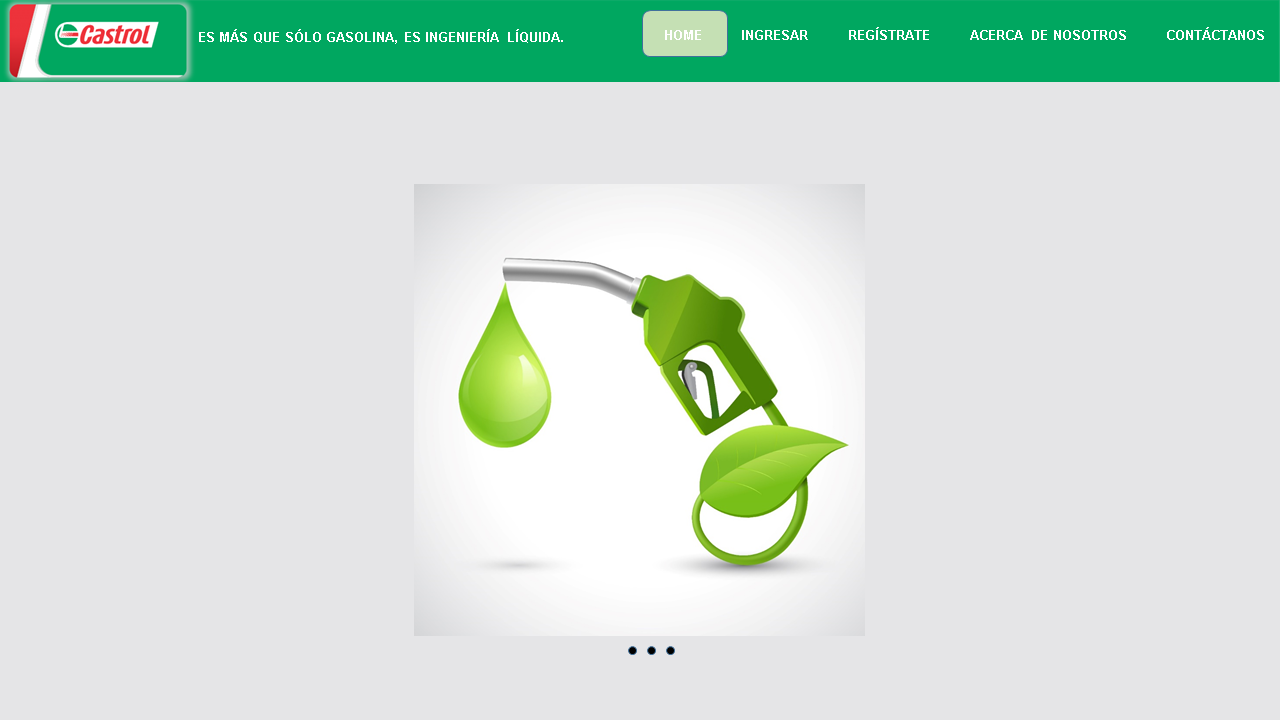 Castrol
ES MÁS QUE SÓLO GASOLINA, ES INGENIERÍA LÍQUIDA.
HOME
INGRESAR
REGÍSTRATE
ACERCA DE NOSOTROS
CONTÁCTANOS